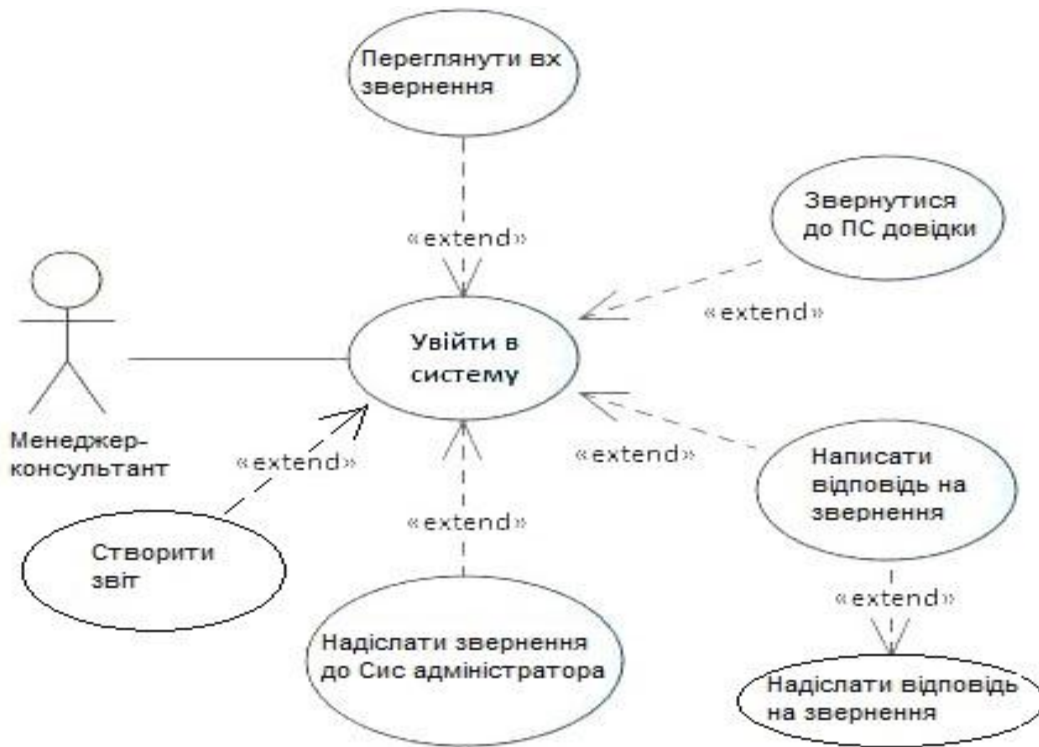 Переглянути вх
звернення
Звернутися
до ПС довідки
«extend»
«extend»
Увійти в
систему
Менеджер-
консультант
«extend»
«extend»
Написати
відповідь на
звернення
Створити
звіт
«extend»
«extend»
Надіслати звернення
до Сис адміністратора
Надіслати відповідь
на звернення